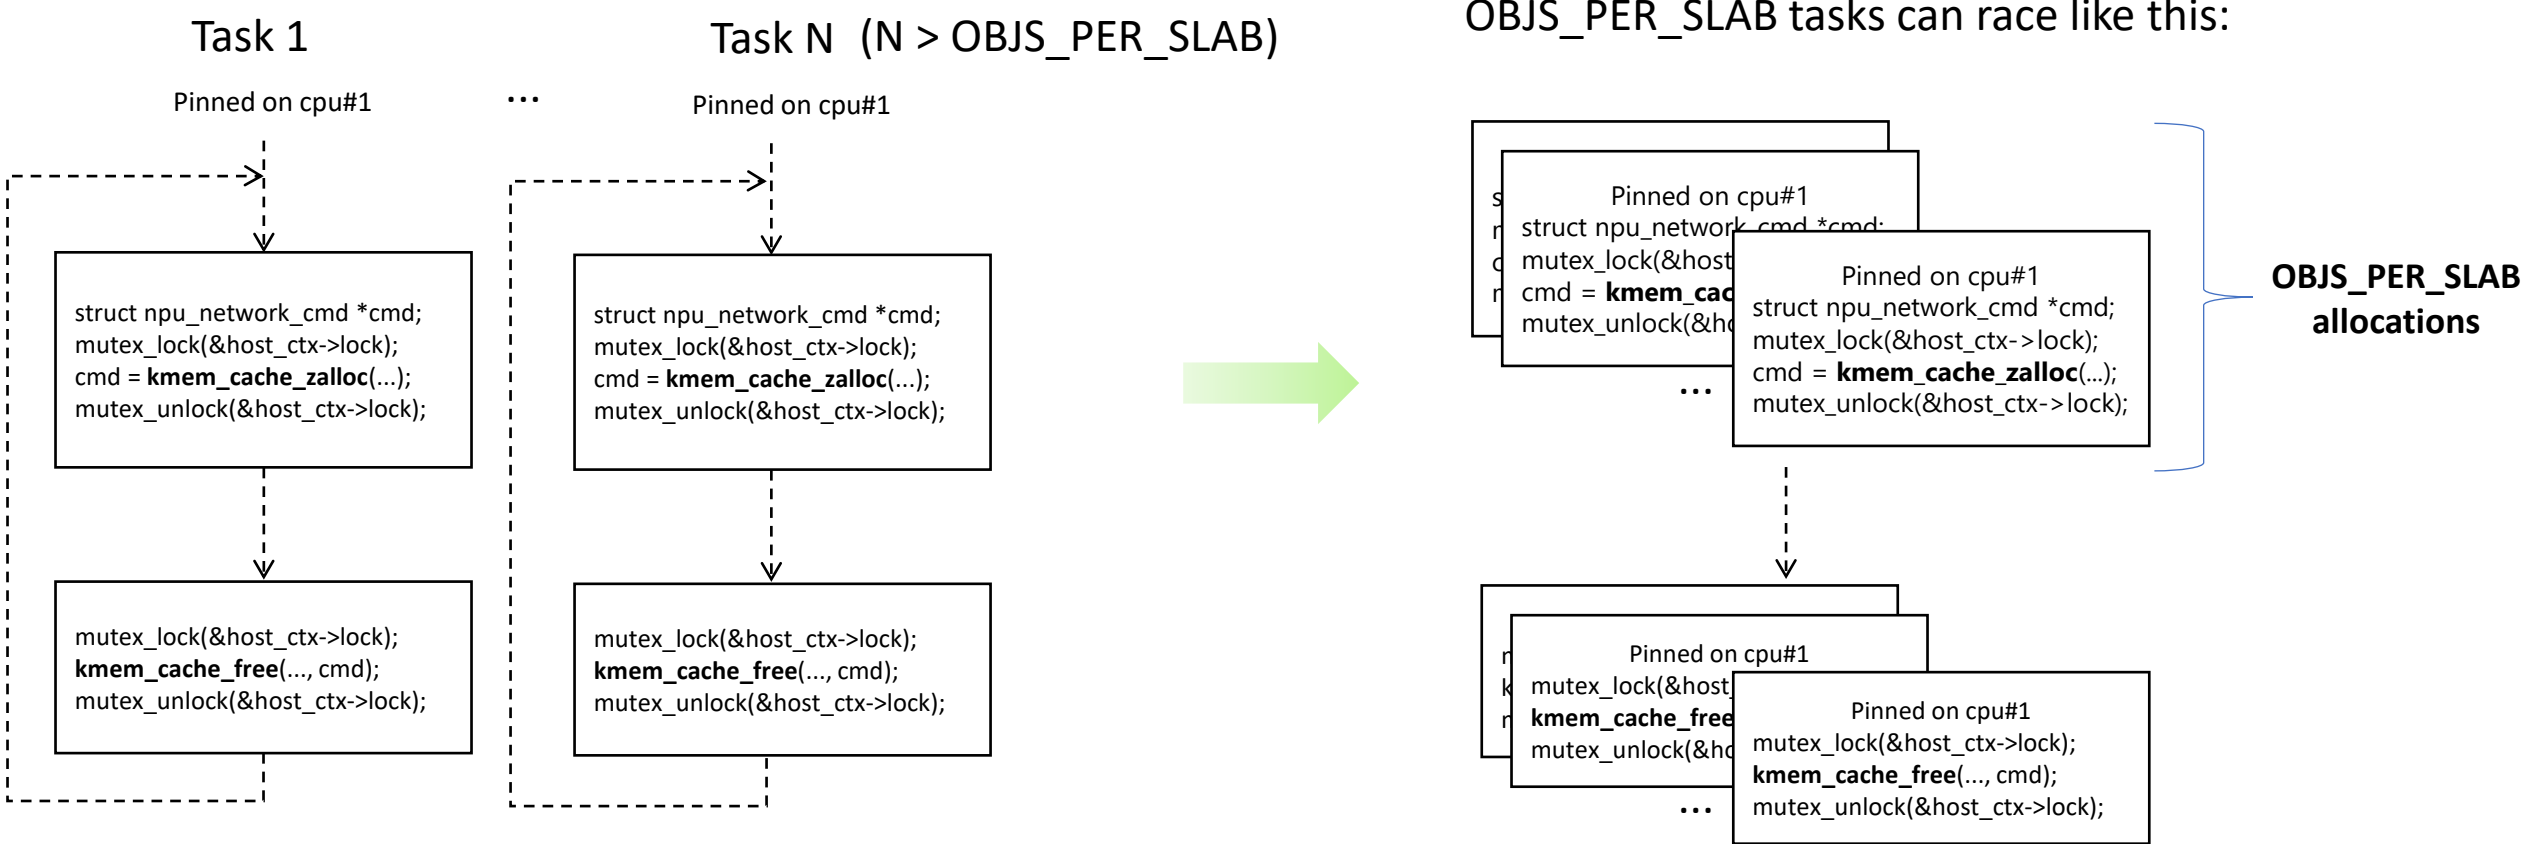 Task 1
Task N (N > OBJS_PER_SLAB)
Pinned on cpu#1
...
Pinned on cpu#1
struct npu_network_cmd *cmd;
mutex_lock(&host_ctx->lock);
cmd = kmem_cache_zalloc(...);
mutex_unlock(&host_ctx->lock);
mutex_lock(&host_ctx->lock);
kmem_cache_free(..., cmd);
mutex_unlock(&host_ctx->lock);
struct npu_network_cmd *cmd;
mutex_lock(&host_ctx->lock);
cmd = kmem_cache_zalloc(...);
mutex_unlock(&host_ctx->lock);
mutex_lock(&host_ctx->lock);
kmem_cache_free(..., cmd);
mutex_unlock(&host_ctx->lock);
OBJS_PER_SLAB tasks can race like this:
s
m
c
m
Pinned on cpu#1
struct npu_network_cmd *cmd;
mutex_lock(&host
cmd = kmem_cac
mutex_unlock(&ho
Pinned on cpu#1
struct npu_network_cmd *cmd;
mutex_lock(&host_ctx->lock);
cmd = kmem_cache_zalloc(...);
mutex_unlock(&host_ctx->lock);
...
OBJS_PER_SLAB
allocations
m
k
m
Pinned on cpu#1
mutex_lock(&host_
kmem_cache_free
mutex_unlock(&ho
Pinned on cpu#1
mutex_lock(&host_ctx->lock);
kmem_cache_free(..., cmd);
mutex_unlock(&host_ctx->lock);
...